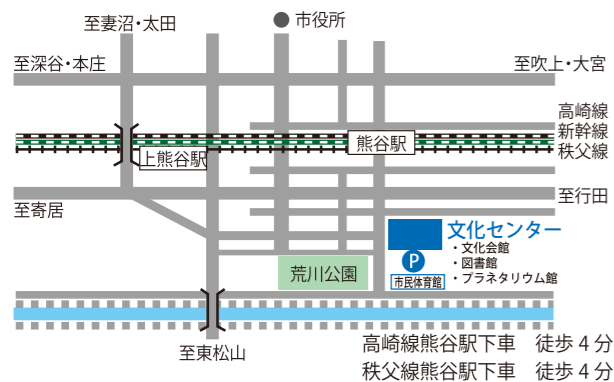 至妻沼・太田
市役所
至深谷・本庄
至吹上・大宮
高崎線
新幹線
秩父線
熊谷駅
上熊谷駅
至寄居
至行田
文化センター
・文化会館
・図書館
・プラネタリウム館
P
市民体育館
荒川公園
至東松山
高崎線熊谷駅下車 徒歩4分
秩父線熊谷駅下車 徒歩4分